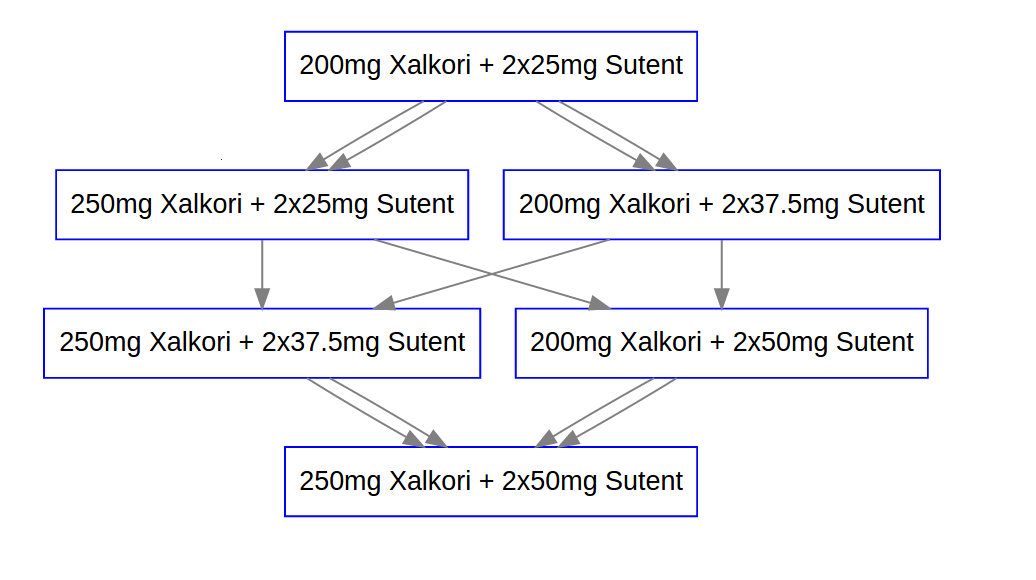 200mg Xalkori + 2x25mg Sutent
250mg Xalkori + 2x25mg Sutent
200mg Xalkori + 2x37.5mg Sutent
250mg Xalkori + 2x37.5mg Sutent
200mg Xalkori + 2x50mg Sutent
250mg Xalkori + 2x50mg Sutent